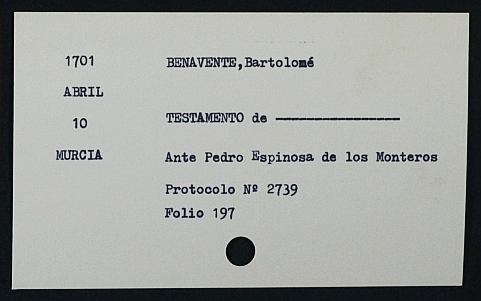 1701
BENAVENTE,Bartolomé
ABRIL
10
TESTAMENTO de ----------------
MURCIA
Ante Pedro Espinosa de los Monteros
Protocolo Nº 2739
Folio 197